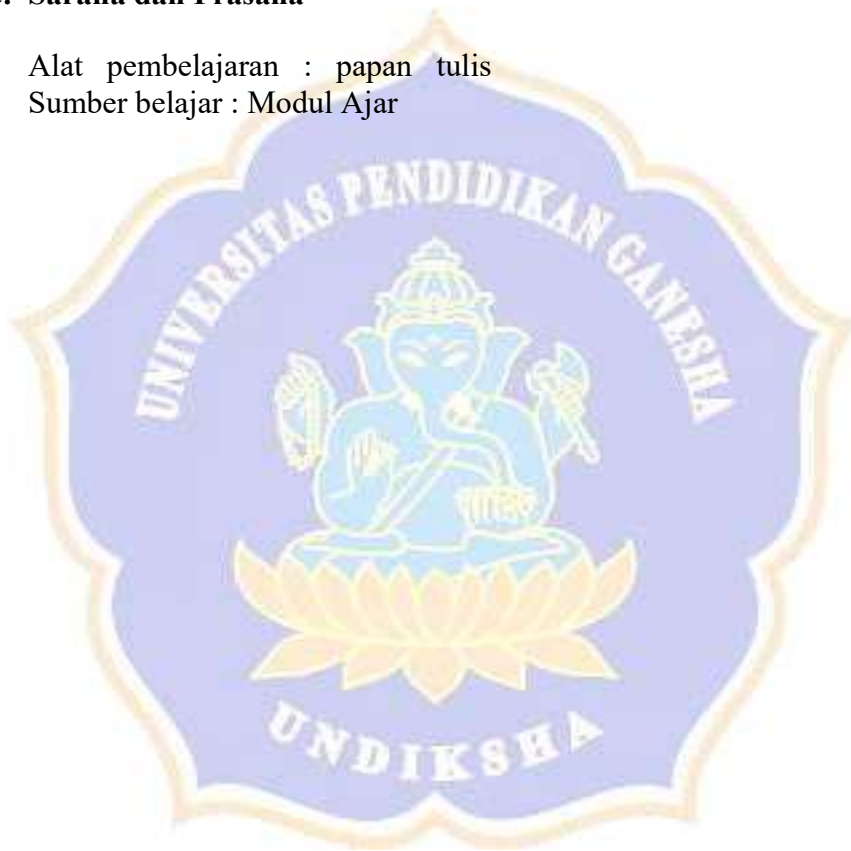 Sarana dan Prasana
Alat pembelajaran : papan tulis
Sumber belajar : Modul Ajar
UNIVERSITAS PENDIDIKAN GANESHA
UNDIKSHA